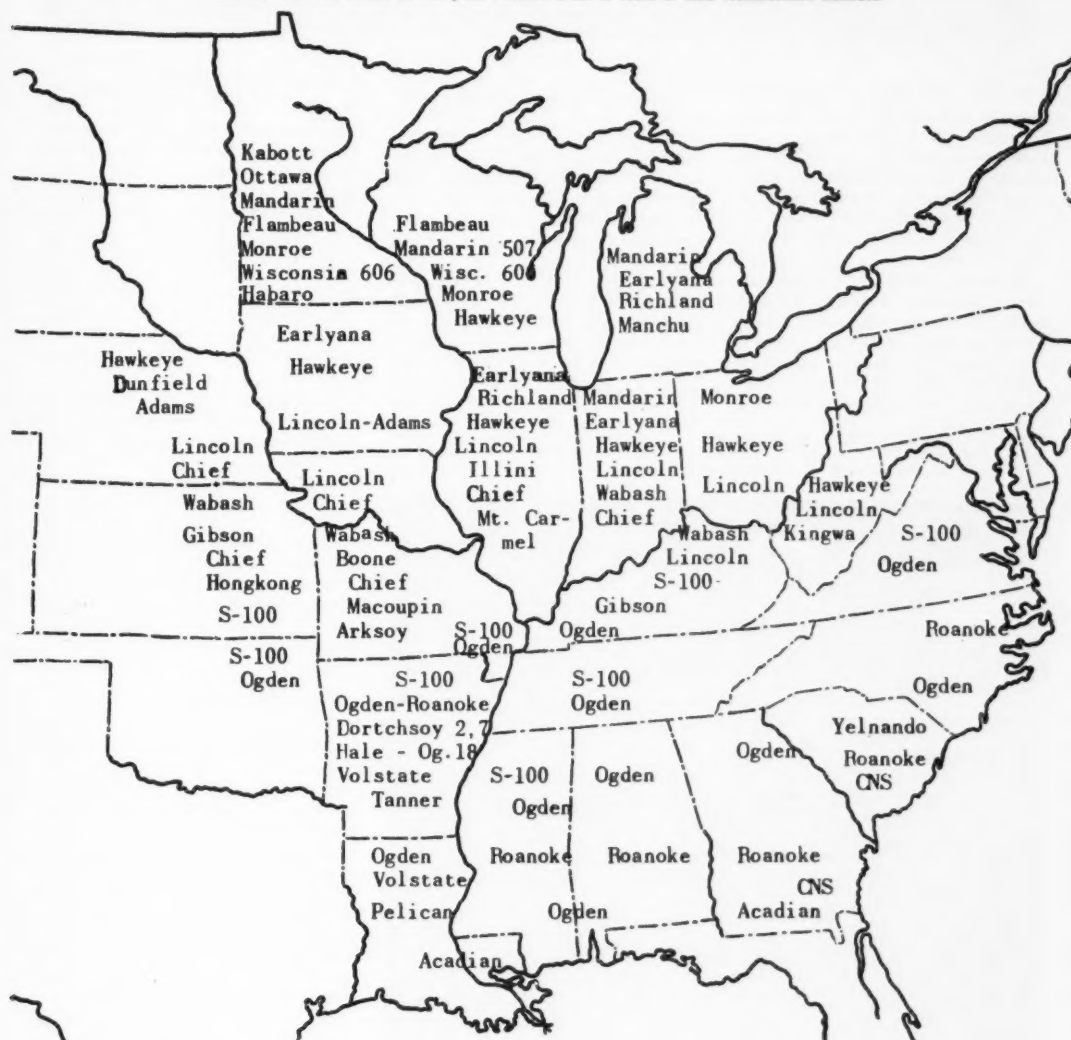 Kabott
Ottawa
Mandarin
Flambeau
Monroe
Wisconsin 606
Habaro
Flambeau
Mandarin 507
Wisc. 606
Monroe
Hawkeye
Mandarin
Earlyana
Richland
Manchu
Earlyana
Hawkeye
Lincoln-Adams
Hawkeye
Dunfield
Adams
Lincoln
Chief
Earlyana
Richland
Hawkeye
Lincoln
Illini
Chief
Mt. Car-
mel
Mandarin
Earlyana
Hawkeye
Lincoln
Wabash
Chief
Monroe
Hawkeye
Lincoln
Hawkeye
Lincoln
Kingwa
S-100
Ogden
Wabash
Gibson
Chief
Hongkong
S-100
Lincoln
Chief
Wabash
Boone
Chief
Macoupin
Arksoy
S-100
Ogden
Wabash
Lincoln
S-100
Gibson
Ogden
Roanoke
Ogden
S-100
Ogden
S-100
Ogden-Roanoke
Dortchsoy 2,7
Hale - Og.18
Volstate
Tanner
S-100
Ogden
Yelnando
Roanoke
CNS
S-100
Ogden
Roanoke
Ogden
Ogden
Roanoke
Ogden
Roanoke
CNS
Acadian
Ogden
Volstate
Pelican
Acadian